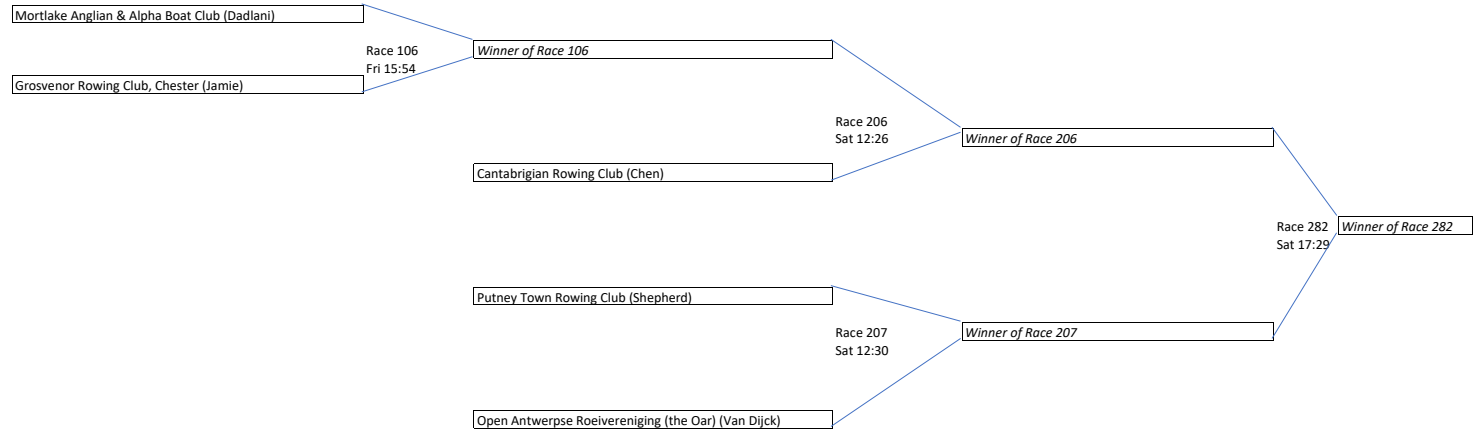 Mortlake Anglian & Alpha Boat Club (Dadlani)
Race 106
Fri 15:54
Winner of Race 106
Grosvenor Rowing Club, Chester (Jamie)
Race 206
Sat 12:26
Winner of Race 206
Cantabrigian Rowing Club (Chen)
Race 282
Sat 17:29
Winner of Race 282
Putney Town Rowing Club (Shepherd)
Race 207
Sat 12:30
Winner of Race 207
Open Antwerpse Roeivereniging (the Oar) (Van Dijck)